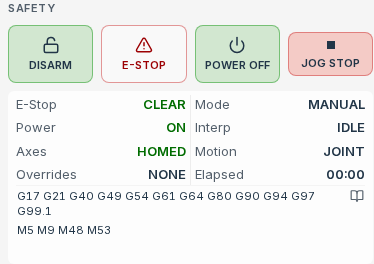 SAFETY
DISARM E-STOP POWER OFF JOG STOP
E-Stop CLEAR Mode MANUAL
Power ON Interp IDLE
Axes HOMED Motion JOINT
Overrides NONE Elapsed 00:00
G17 G21 G40 G49 G54 G61 G64 G80 G90 G94 G97
G99.1
M5 M9 M48 M53